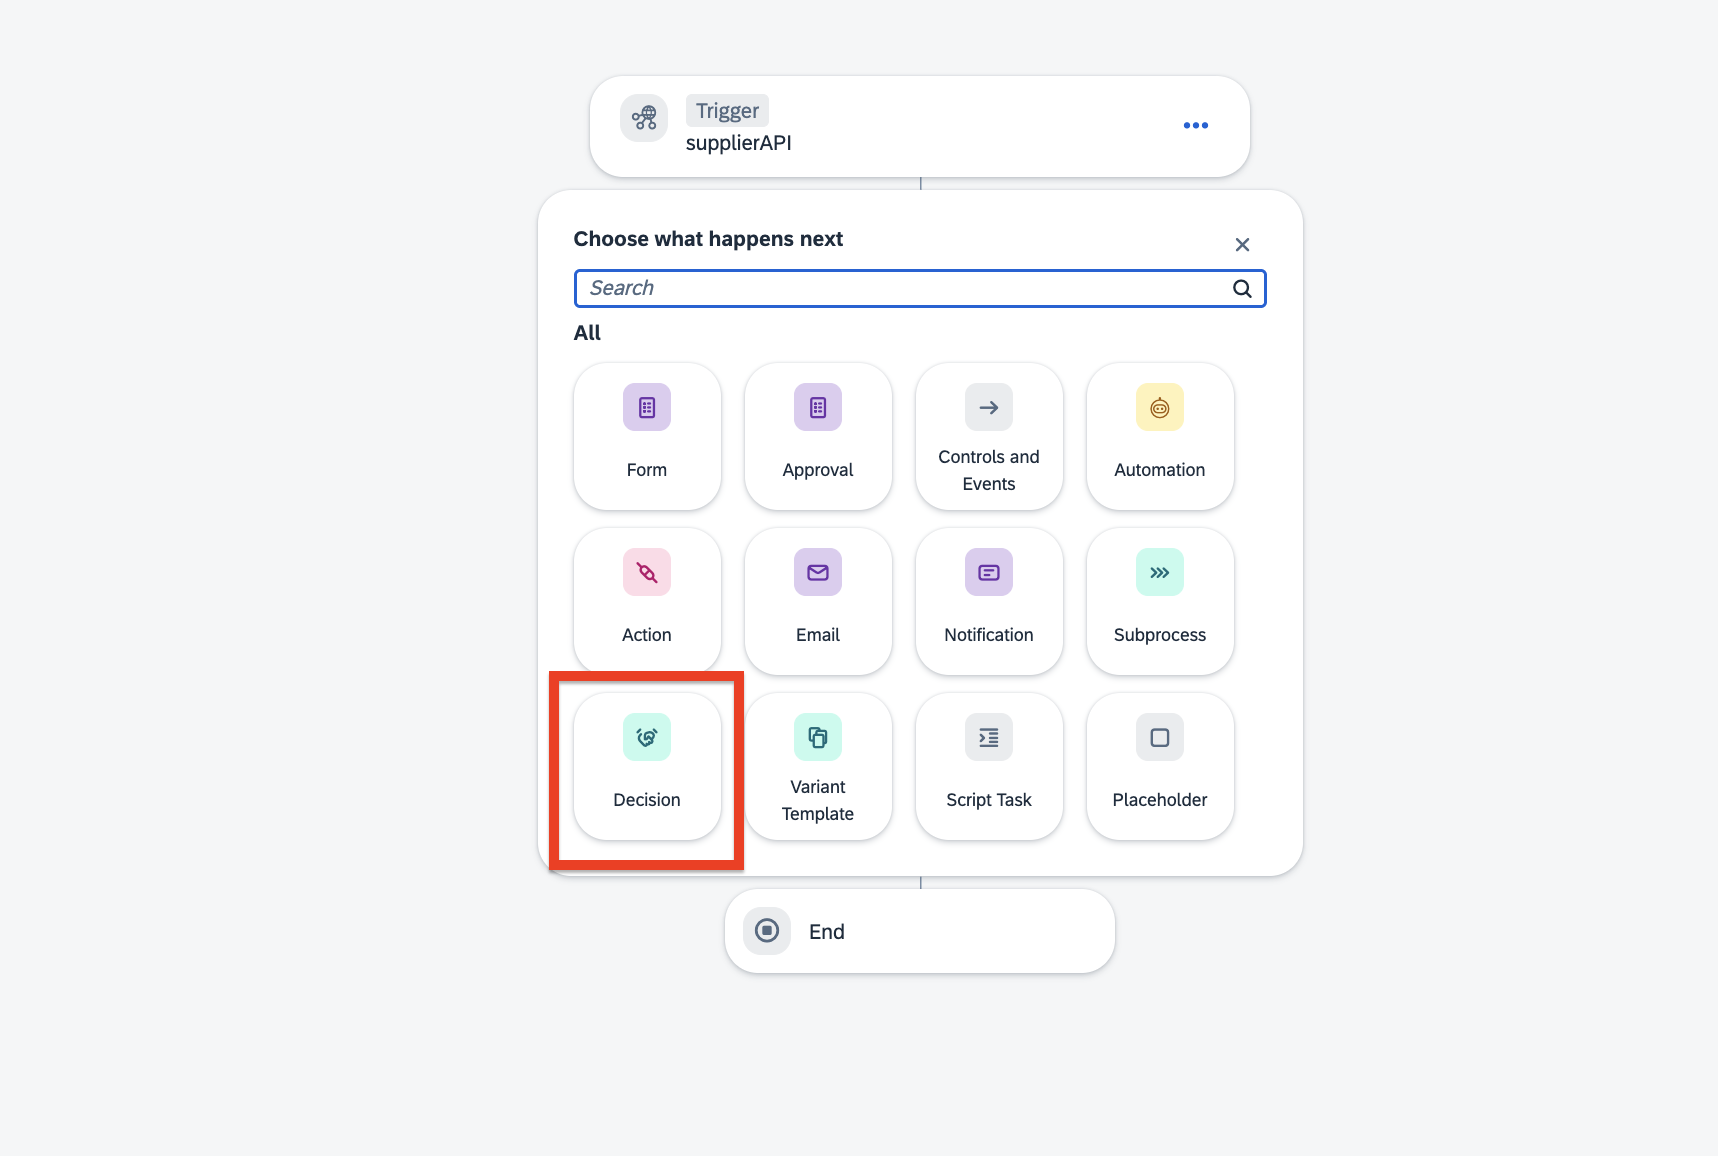 Trigger
supplierAPI
Choose what happens next
Search
All
Form
Approval
Controls and
Events
Automation
Action
Email
Notification
Subprocess
Decision
Variant
Template
Script Task
Placeholder
End